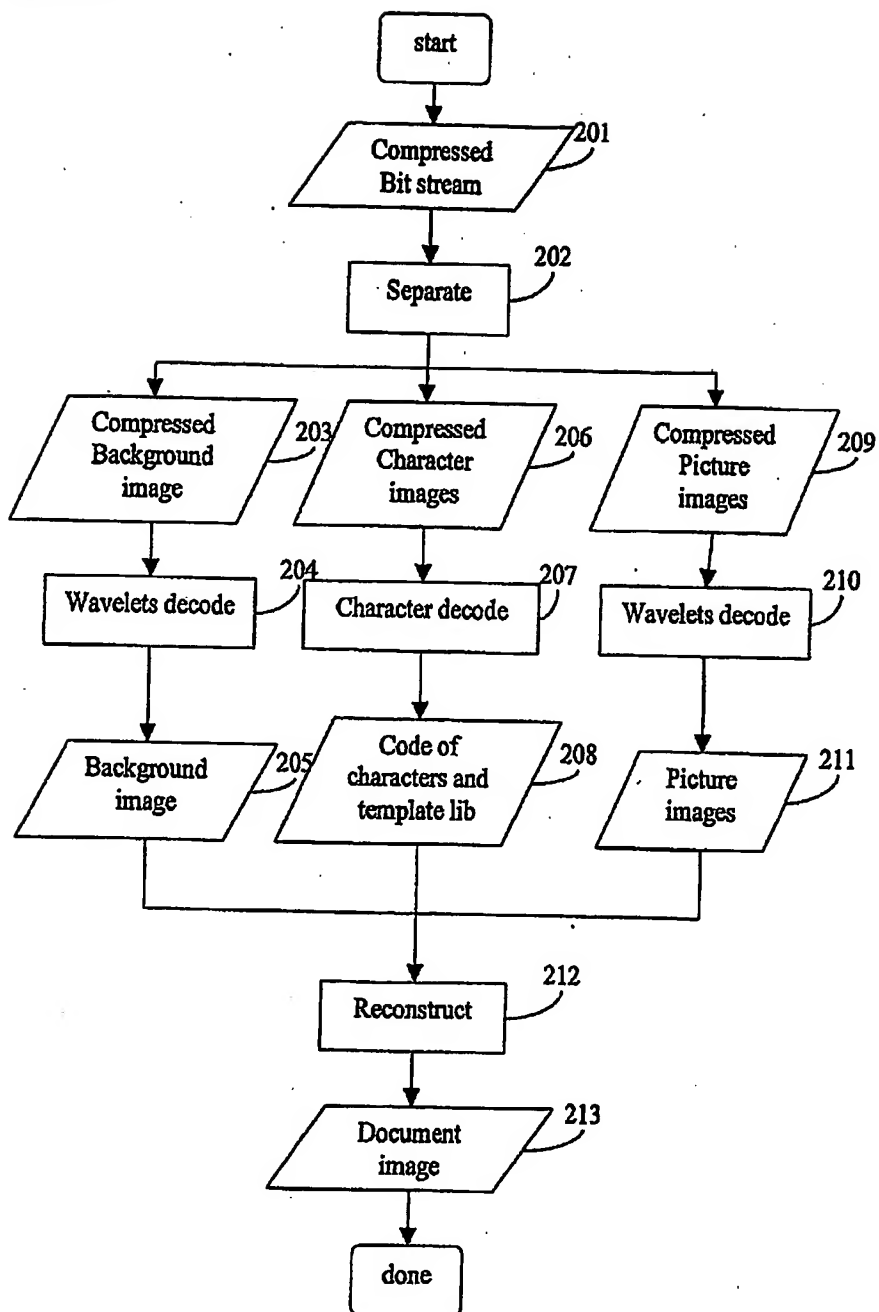 start
201
Compressed
Bit stream
202
Separate
Compressed
Background
image
203
Compressed
Character
images
206
Compressed
Picture
images
209
Wavelets decode
204
Character decode
207
Wavelets decode
210
Background
image
205
Code of
characters and
template lib
208
Picture
images
211
212
Reconstruct
213
Document
image
done